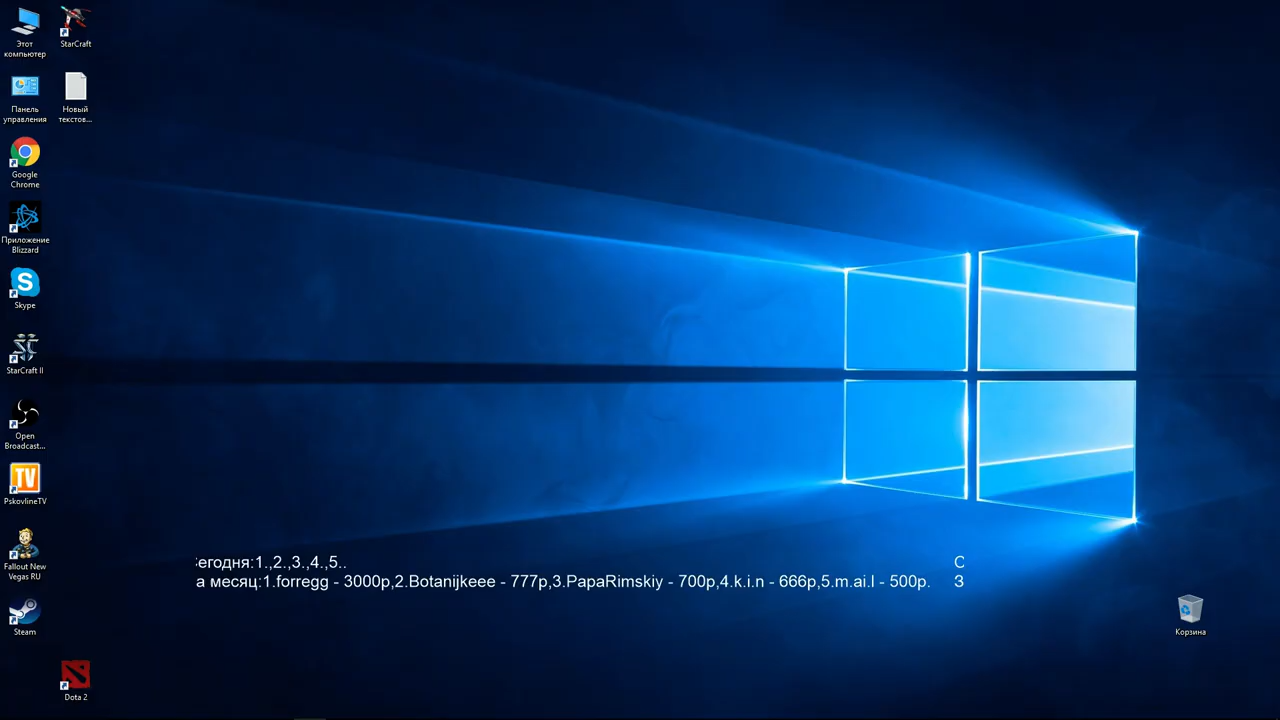 Этот
компьютер
StarCraft
Панель
управления
Новый
текстов...
Google
Chrome
Приложение
Blizzard
Skype
StarCraft II
Open
Broadcast...
TV
PskovlineTV
Fallout New
Vegas RU
Steam
Dota 2
Корзина
Сегодня:1.,2.,3.,4.,5.. С
а месяц:1.forregg - 3000р,2.Botanijkeee - 777р,3.PapaRimskiy - 700р,4.k.i.n - 666р,5.m.ai.l - 500р. З